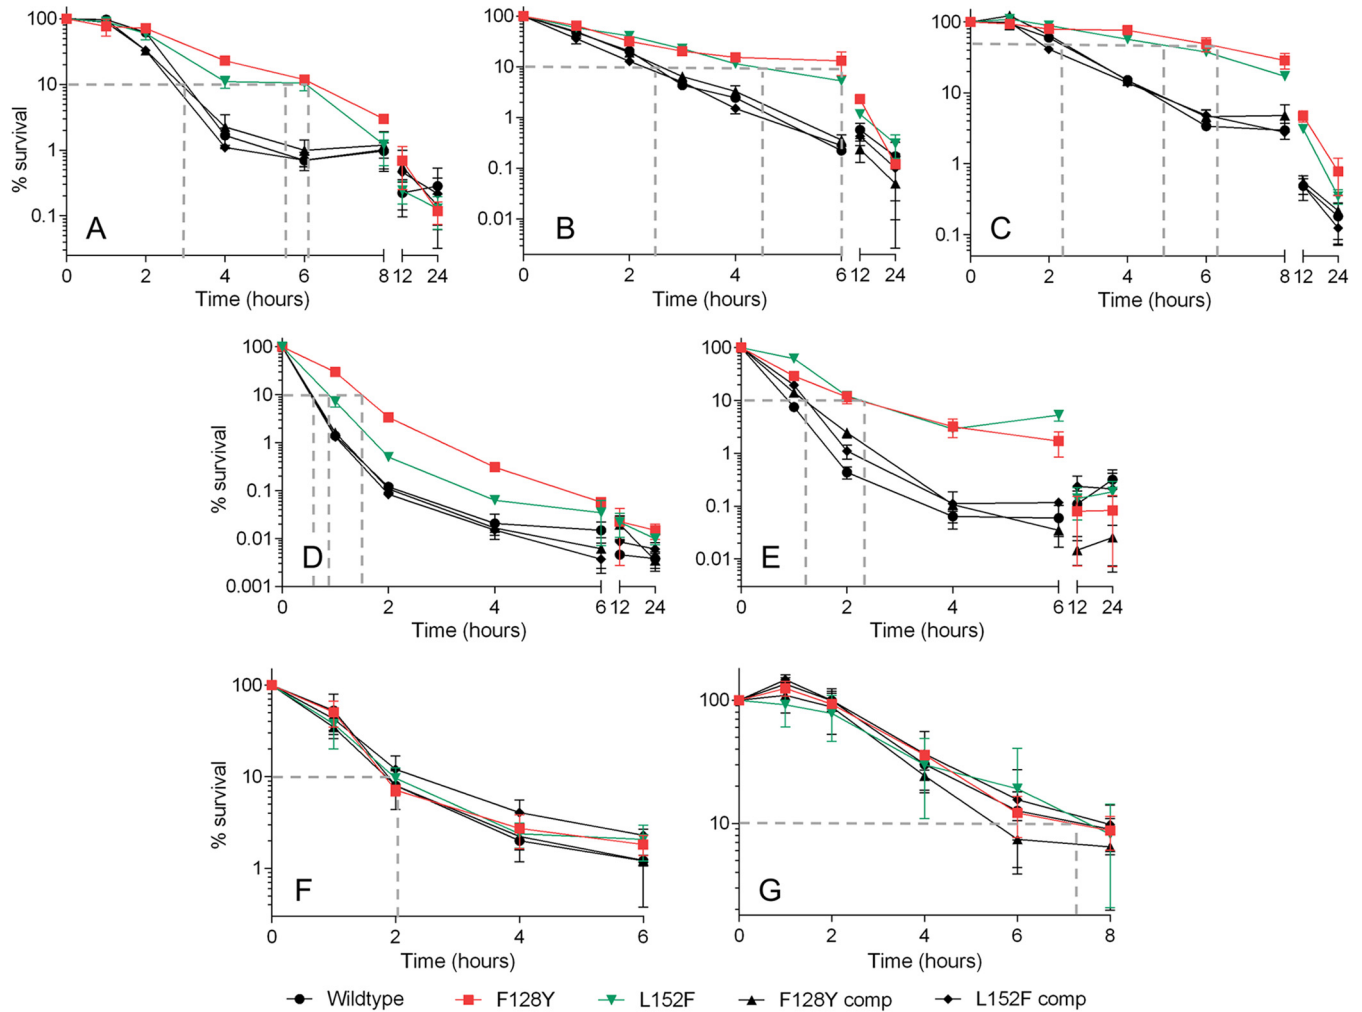 100
10
1
0.1
% survival
A
0 2 4 6 8 12 24
Time (hours)
100
10
1
0.1
0.01
% survival
B
0 2 4 6 12 24
Time (hours)
100
10
1
0.1
% survival
C
0 2 4 6 8 12 24
Time (hours)
100
10
1
0.1
0.01
0.001
% survival
D
0 2 4 6 12 24
Time (hours)
100
10
1
0.1
0.01
% survival
E
0 2 4 6 12 24
Time (hours)
100
10
1
% survival
F
0 2 4 6
Time (hours)
100
10
% survival
G
0 2 4 6 8
Time (hours)
Wildtype F128Y L152F F128Y comp L152F comp